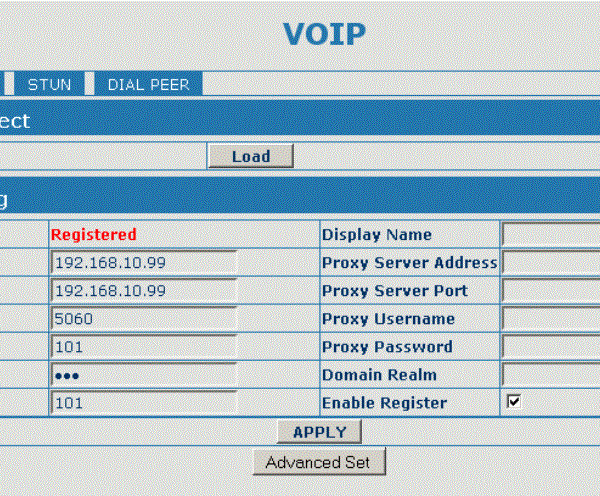 VOIP
STUN DIAL PEER
ect
Load
g
Registered Display Name
192.168.10.99 Proxy Server Address
192.168.10.99 Proxy Server Port
5060 Proxy Username
101 Proxy Password
••• Domain Realm
101 Enable Register
APPLY
Advanced Set